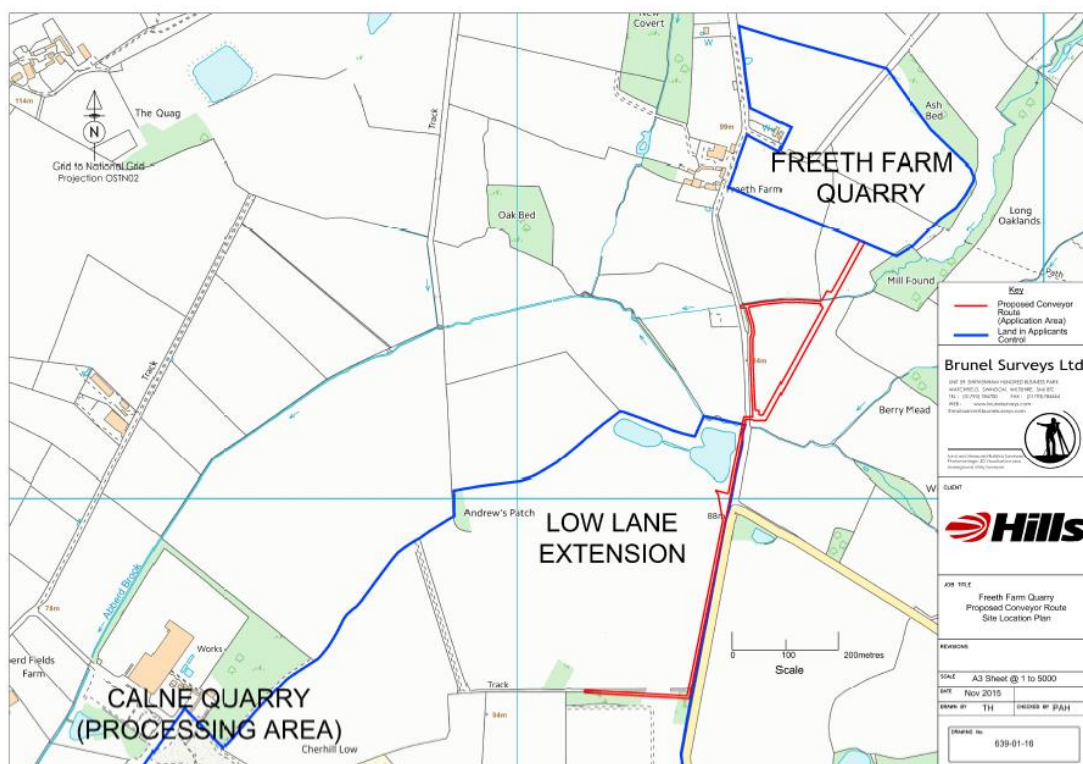 New
Covert
W
114m
The Quag
N
Grid to National Grid
Projection OSTN02
Track
99m
W
Ash
Bed
FREETH FARM
QUARRY
Freeth Farm
Oak Bed
Long
Oaklands
Mill Found
Path
Track
Berry Mead
W
Andrew's Patch
LOW LANE
EXTENSION
88m
Abberd Brook
78m
Works
erd Fields
Farm
CALNE QUARRY
(PROCESSING AREA)
Cherhill Low
Track
94m
0 100 200metres
Scale
Key
Proposed Conveyor
Route
(Application Area)
Land in Applicants
Control
Brunel Surveys Ltd
CLIENT
Hills
JOB TITLE
Freeth Farm Quarry
Proposed Conveyor Route
Site Location Plan
REVISIONS
SCALE A3 Sheet @ 1 to 5000
DATE Nov 2015
DRAWN BY TH CHECKED BY PAH
DRAWING No.
639-01-16